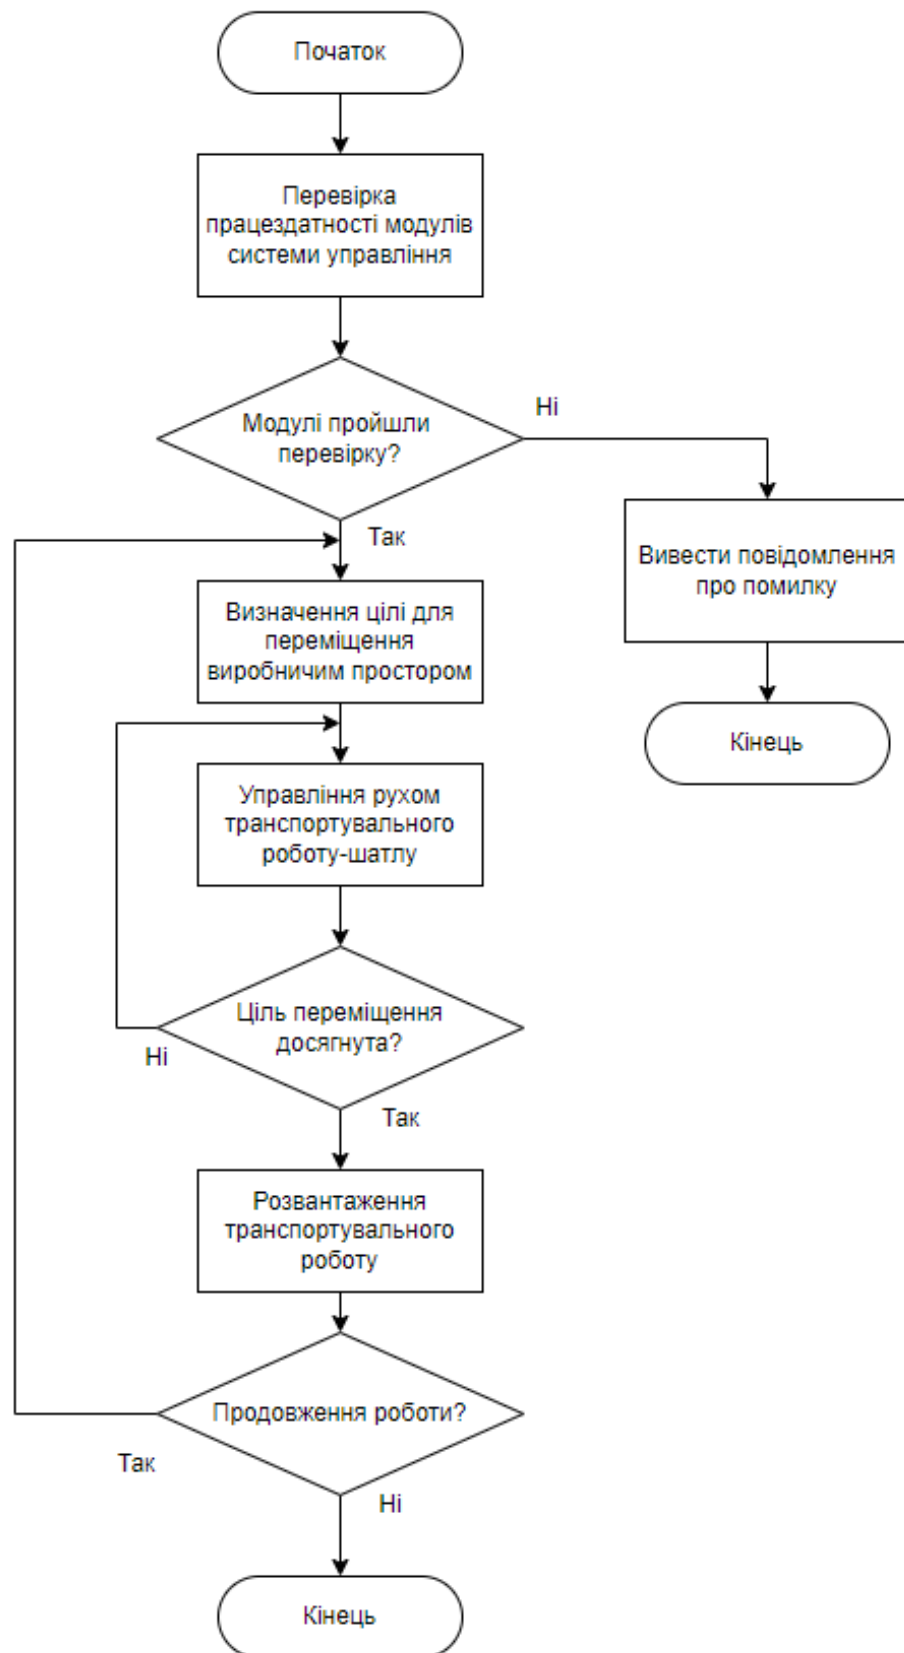 Початок
Перевірка
працездатності модулів
системи управління
Модулі пройшли
перевірку?
Ні
Так
Вивести повідомлення
про помилку
Визначення цілі для
переміщення
виробничим простором
Кінець
Управління рухом
транспортувального
роботу-шатлу
Ціль переміщення
досягнута?
Ні
Так
Розвантаження
транспортувального
роботу
Продовження роботи?
Так
Ні
Кінець